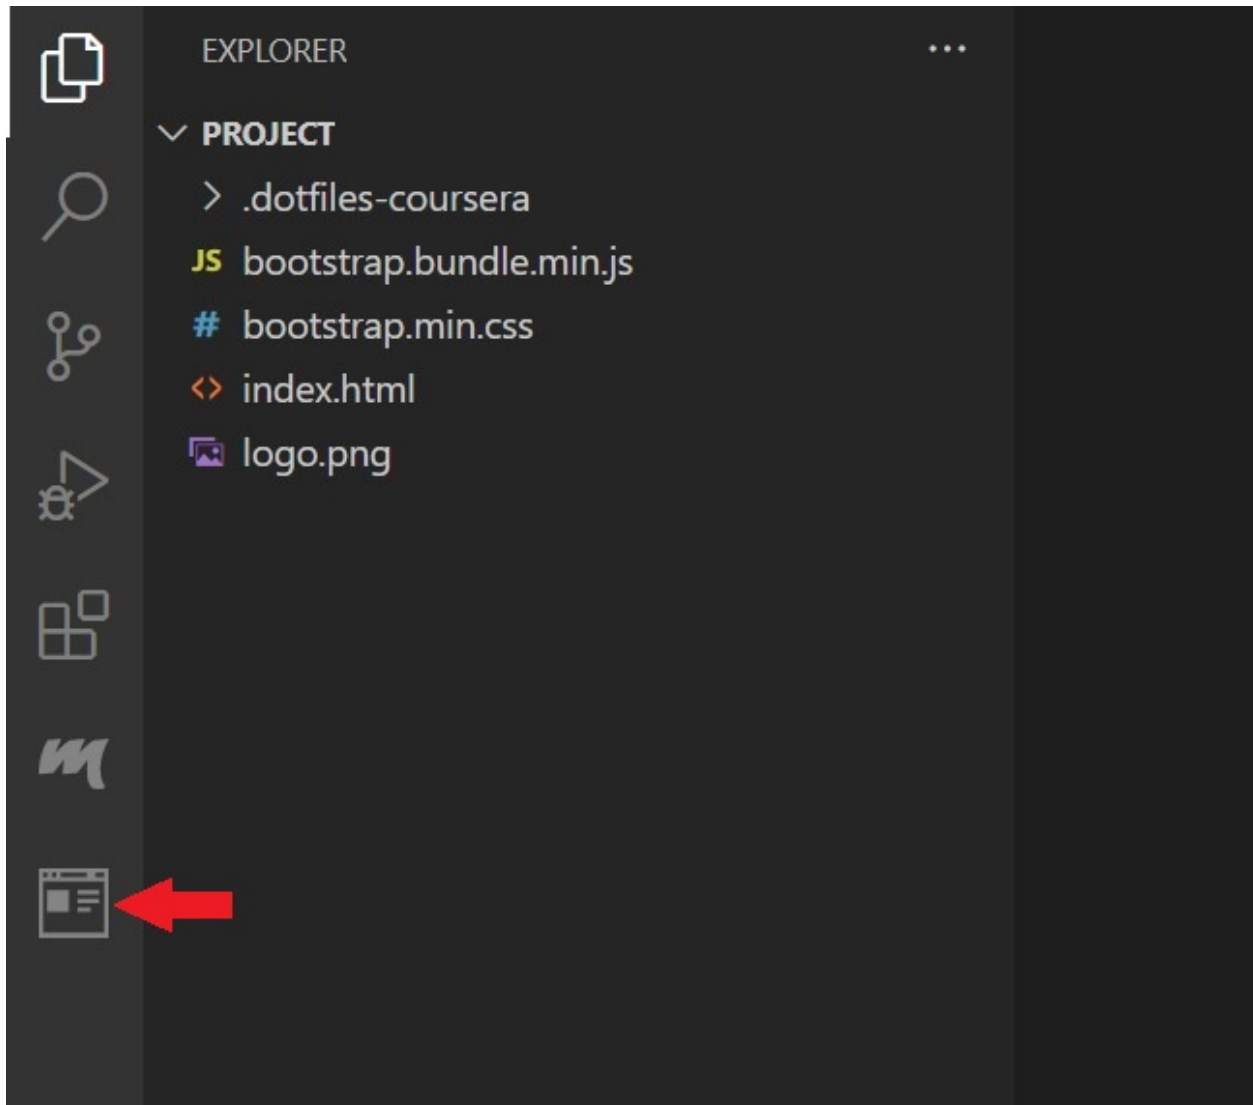 EXPLORER
PROJECT
.dotfiles-coursera
JS bootstrap.bundle.min.js
# bootstrap.min.css
<> index.html
logo.png
m